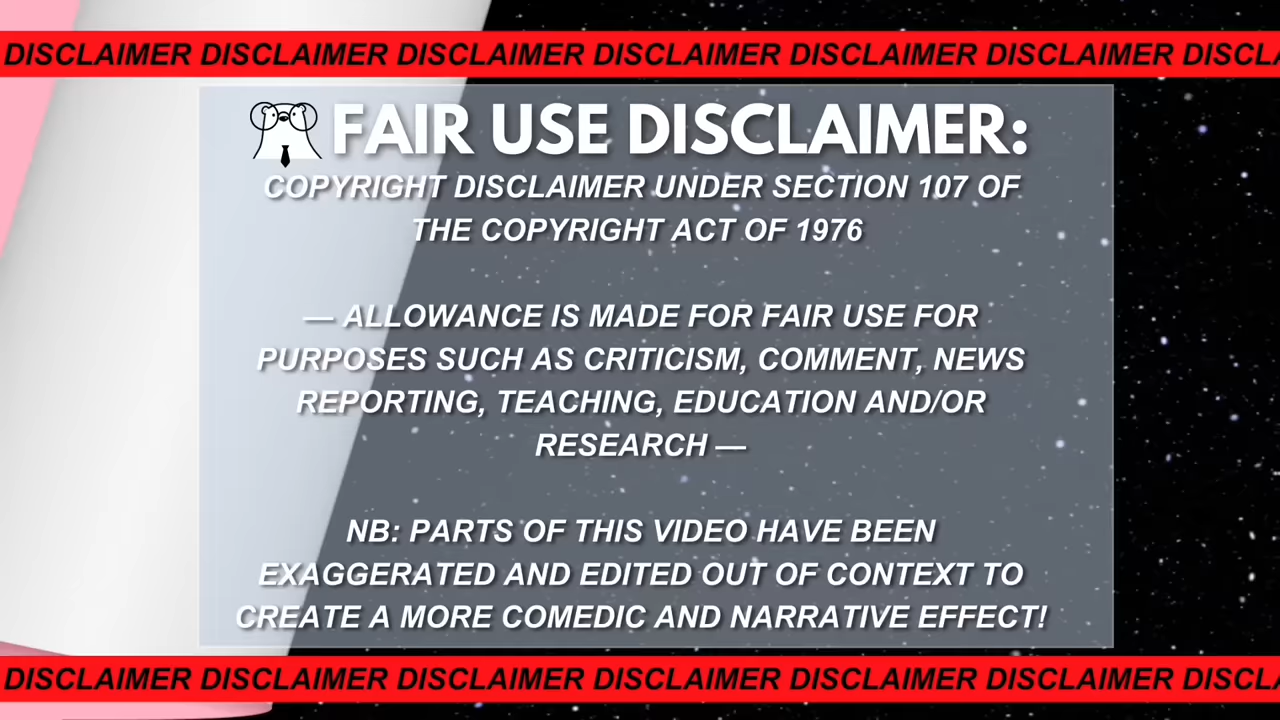 DISCLAIMER DISCLAIMER DISCLAIMER DISCLAIMER DISCLAIMER DISCLAIMER DISCLA
FAIR USE DISCLAIMER:
COPYRIGHT DISCLAIMER UNDER SECTION 107 OF
THE COPYRIGHT ACT OF 1976
— ALLOWANCE IS MADE FOR FAIR USE FOR
PURPOSES SUCH AS CRITICISM, COMMENT, NEWS
REPORTING, TEACHING, EDUCATION AND/OR
RESEARCH —
NB: PARTS OF THIS VIDEO HAVE BEEN
EXAGGERATED AND EDITED OUT OF CONTEXT TO
CREATE A MORE COMEDIC AND NARRATIVE EFFECT!
DISCLAIMER DISCLAIMER DISCLAIMER DISCLAIMER DISCLAIMER DISCLAIMER DISCLA